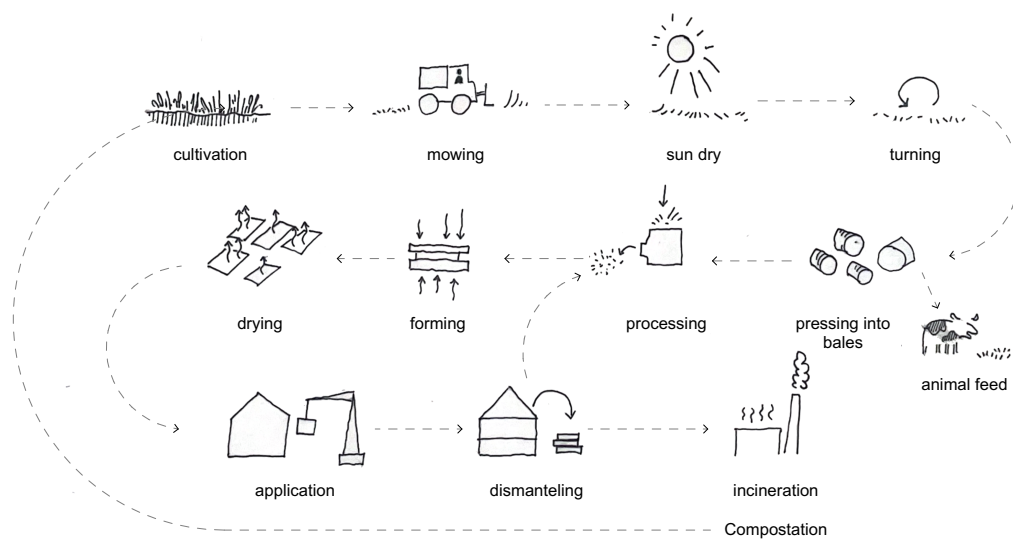 cultivation
mowing
sun dry
turning
drying
forming
processing
pressing into
bales
animal feed
application
dismanteling
incineration
Compostation